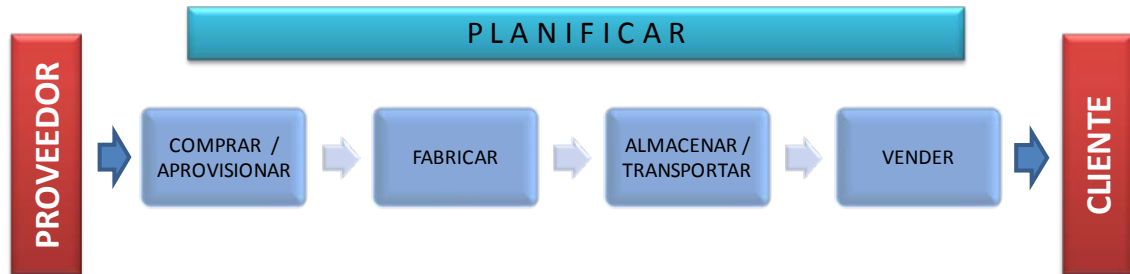 PLANIFICAR
PROVEEDOR
COMPRAR /
APROVISIONAR
FABRICAR
ALMACENAR /
TRANSPORTAR
VENDER
CLIENTE